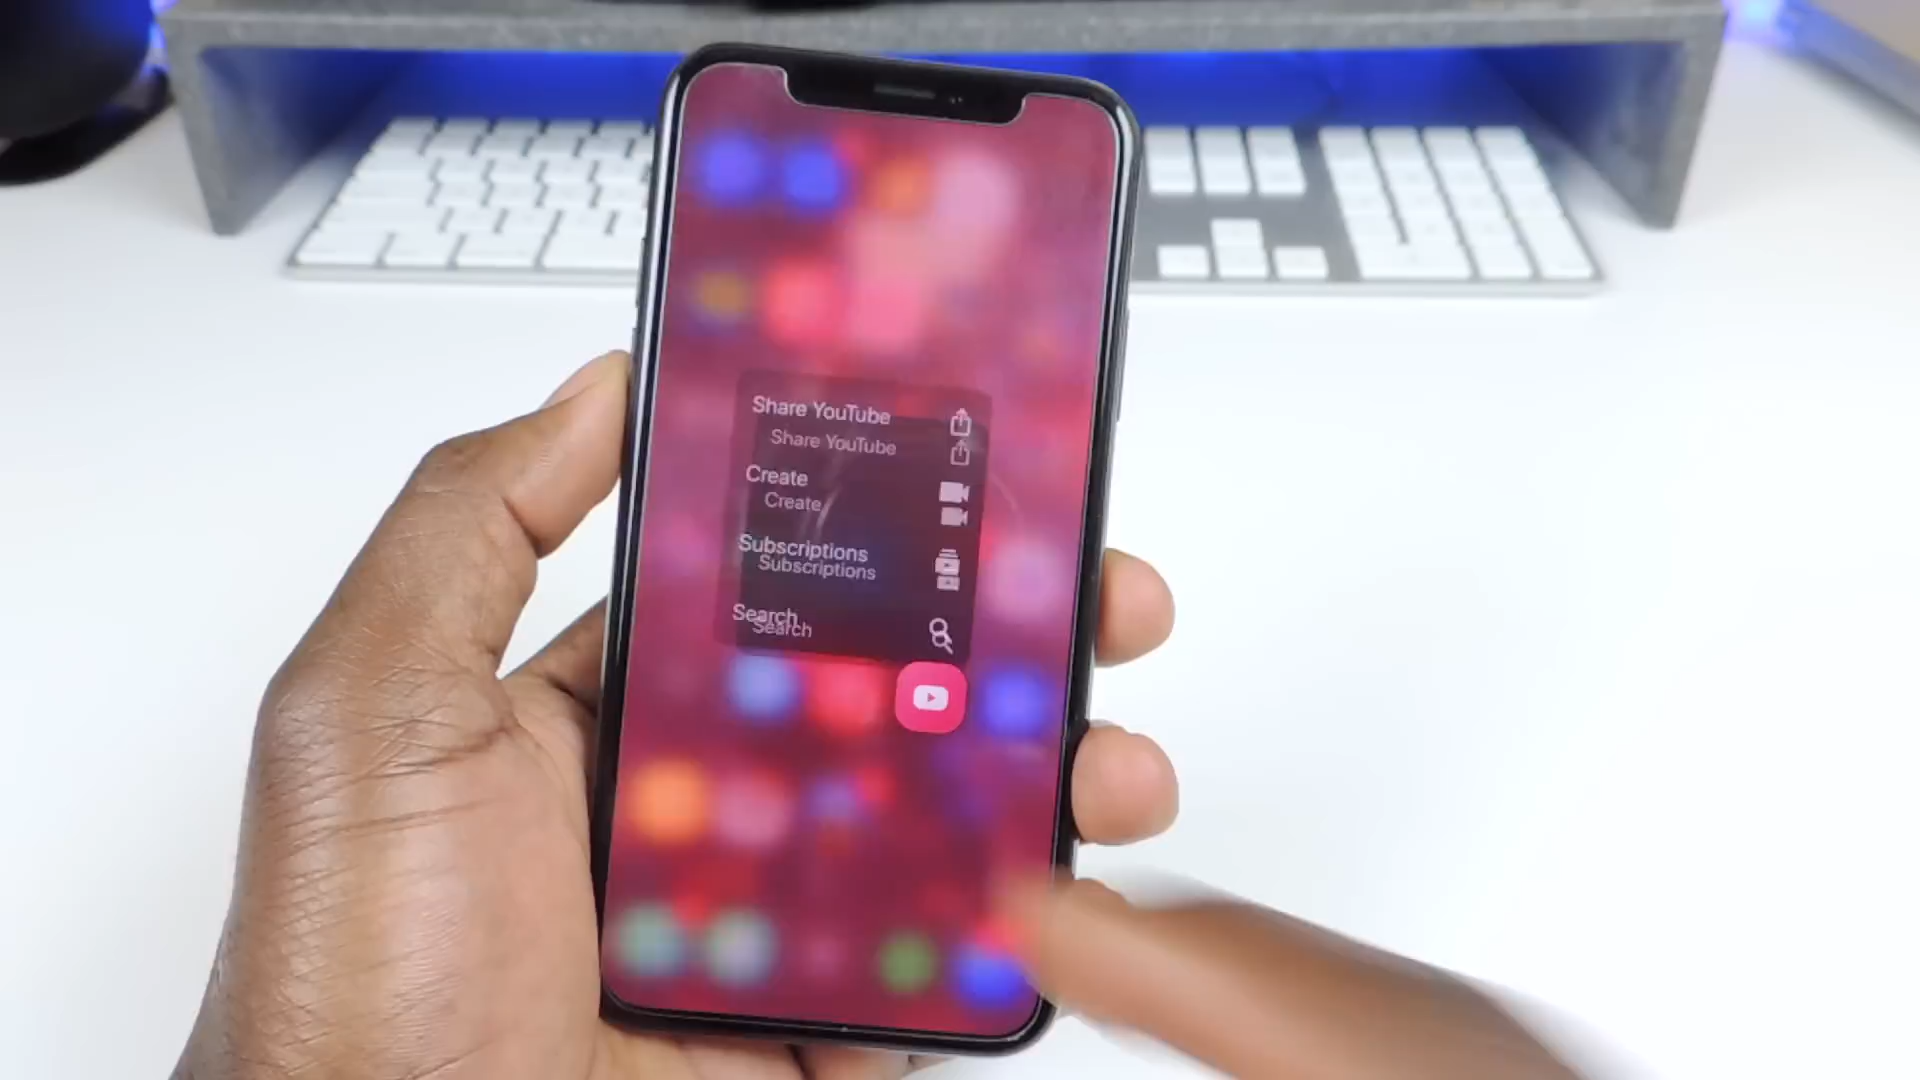 Share YouTube
Share YouTube
Create
Create
Subscriptions
Subscriptions
Search
Search